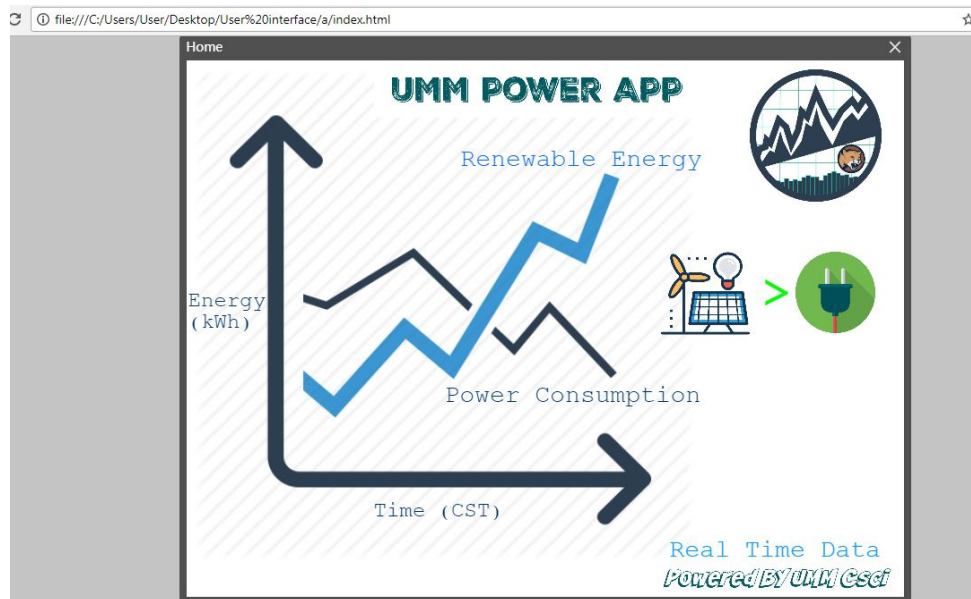 file:///C:/Users/User/Desktop/User%20interface/a/index.html
Home
UMM POWER APP
Renewable Energy
>
Energy
(kWh)
Power Consumption
Time (CST)
Real Time Data
Powered BY UMM Csci